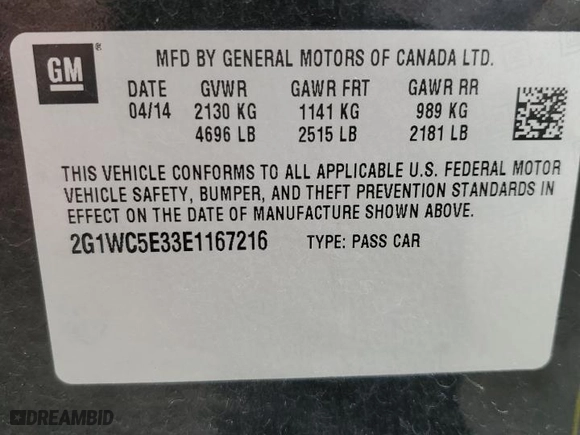 GM ®
MFD BY GENERAL MOTORS OF CANADA LTD.
DATE GVWR GAWR FRT GAWR RR
04/14 2130 KG 1141 KG 989 KG
4696 LB 2515 LB 2181 LB
THIS VEHICLE CONFORMS TO ALL APPLICABLE U.S. FEDERAL MOTOR
VEHICLE SAFETY, BUMPER, AND THEFT PREVENTION STANDARDS IN
EFFECT ON THE DATE OF MANUFACTURE SHOWN ABOVE.
2G1WC5E33E1167216 TYPE: PASS CAR
DREAMBID